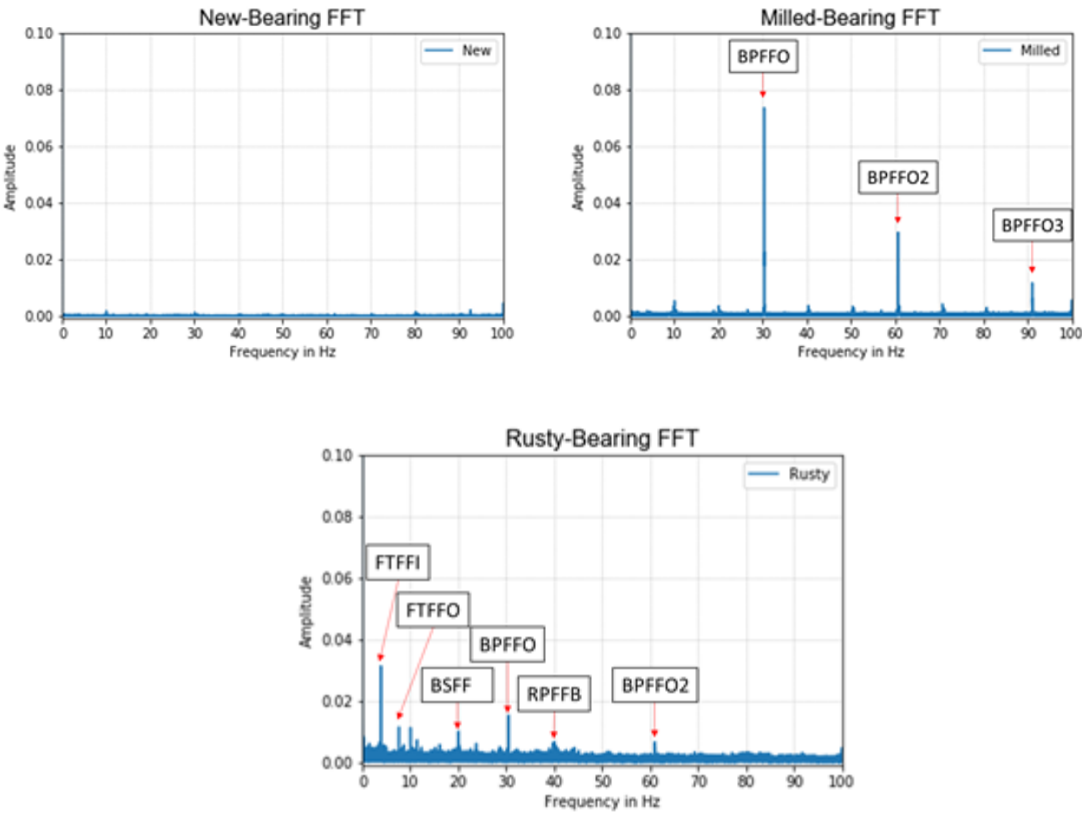 New-Bearing FFT
0.10
0.08
0.06
0.04
0.02
0.00
Amplitude
New
0 10 20 30 40 50 60 70 80 90 100
Frequency in Hz
Milled-Bearing FFT
0.10
0.08
0.06
0.04
0.02
0.00
Amplitude
Milled
BPFFO
BPFFO2
BPFFO3
0 10 20 30 40 50 60 70 80 90 100
Frequency in Hz
Rusty-Bearing FFT
0.10
0.08
0.06
0.04
0.02
0.00
Amplitude
Rusty
FTFFI
FTFFO
BPFFO
BSFF
RPFFB
BPFFO2
0 10 20 30 40 50 60 70 80 90 100
Frequency in Hz